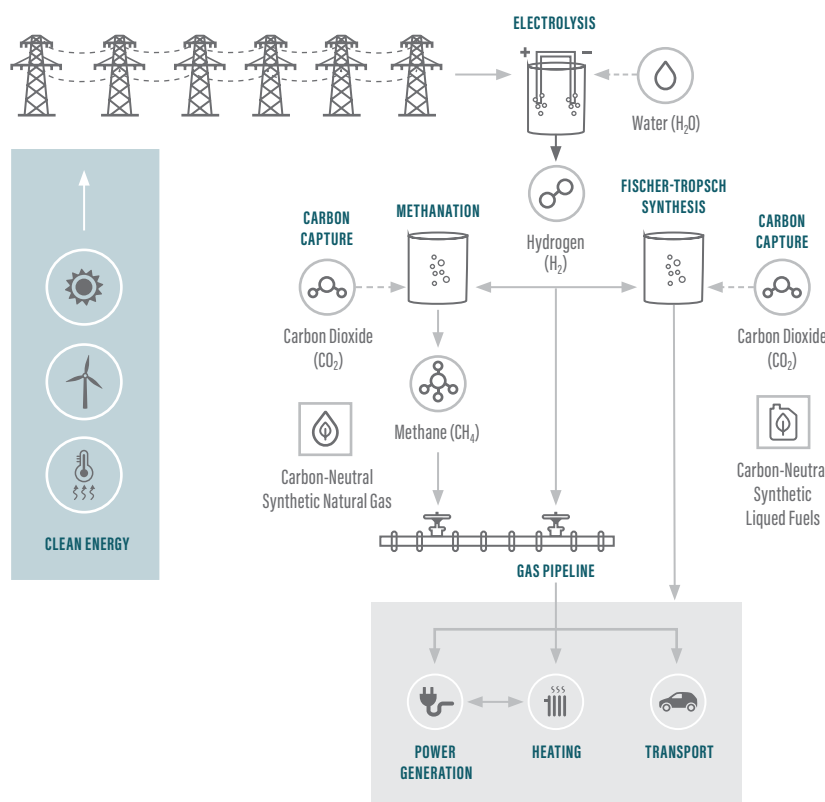 ELECTROLYSIS
+
−
Water (H₂O)
FISCHER-TROPSCH
SYNTHESIS
METHANATION
CARBON
CAPTURE
CARBON
CAPTURE
Hydrogen
(H₂)
Carbon Dioxide
(CO₂)
Carbon Dioxide
(CO₂)
Methane (CH₄)
Carbon-Neutral
Synthetic Natural Gas
Carbon-Neutra
Synthetic
Liqued Fuels
CLEAN ENERGY
GAS PIPELINE
POWER
GENERATION
HEATING
TRANSPORT